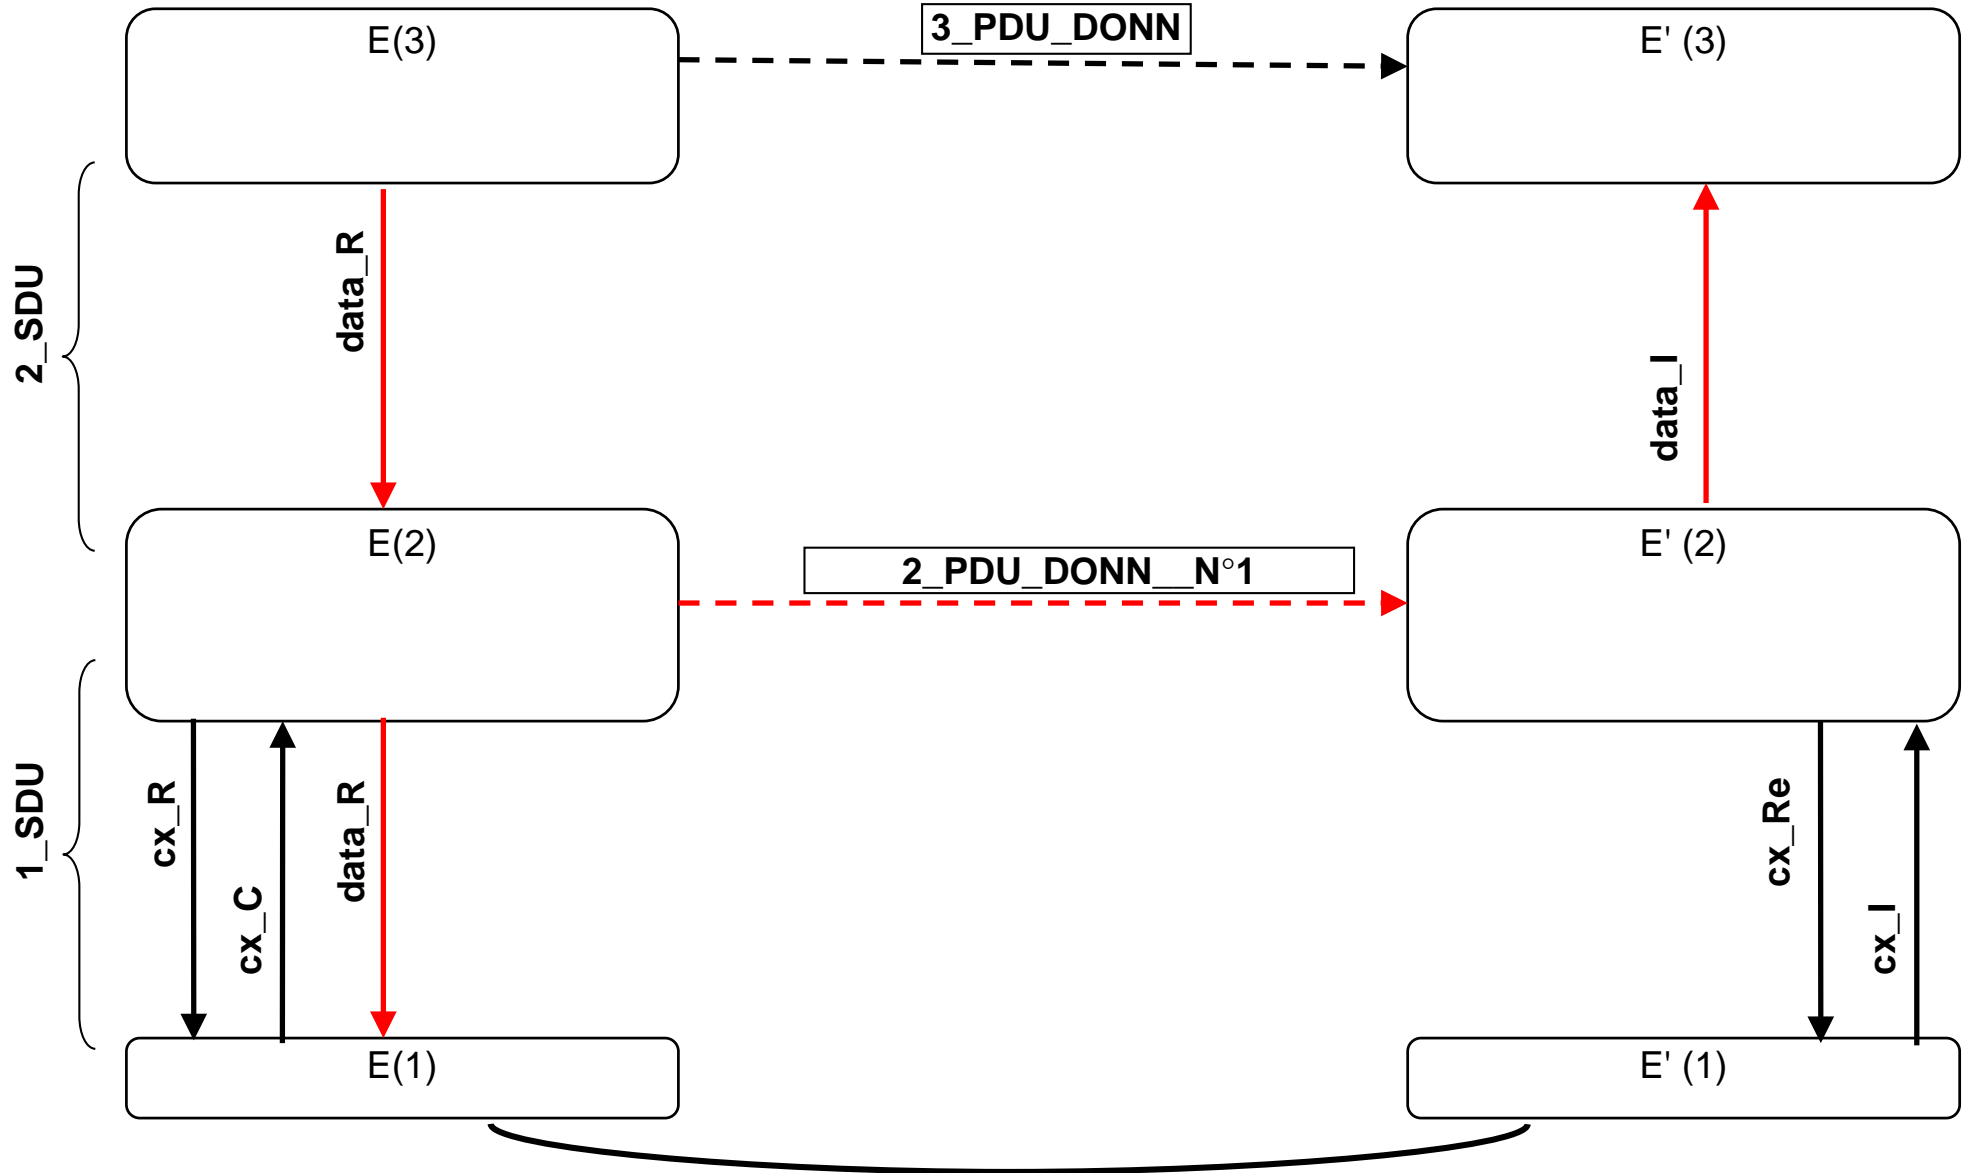 E(3)
3_PDU_DONN
E' (3)
2_SDU
data_R
data_I
E(2)
2_PDU_DONN__N°1
E' (2)
1_SDU
cx_R
cx_C
data_R
cx_Re
cx_I
E(1)
E' (1)